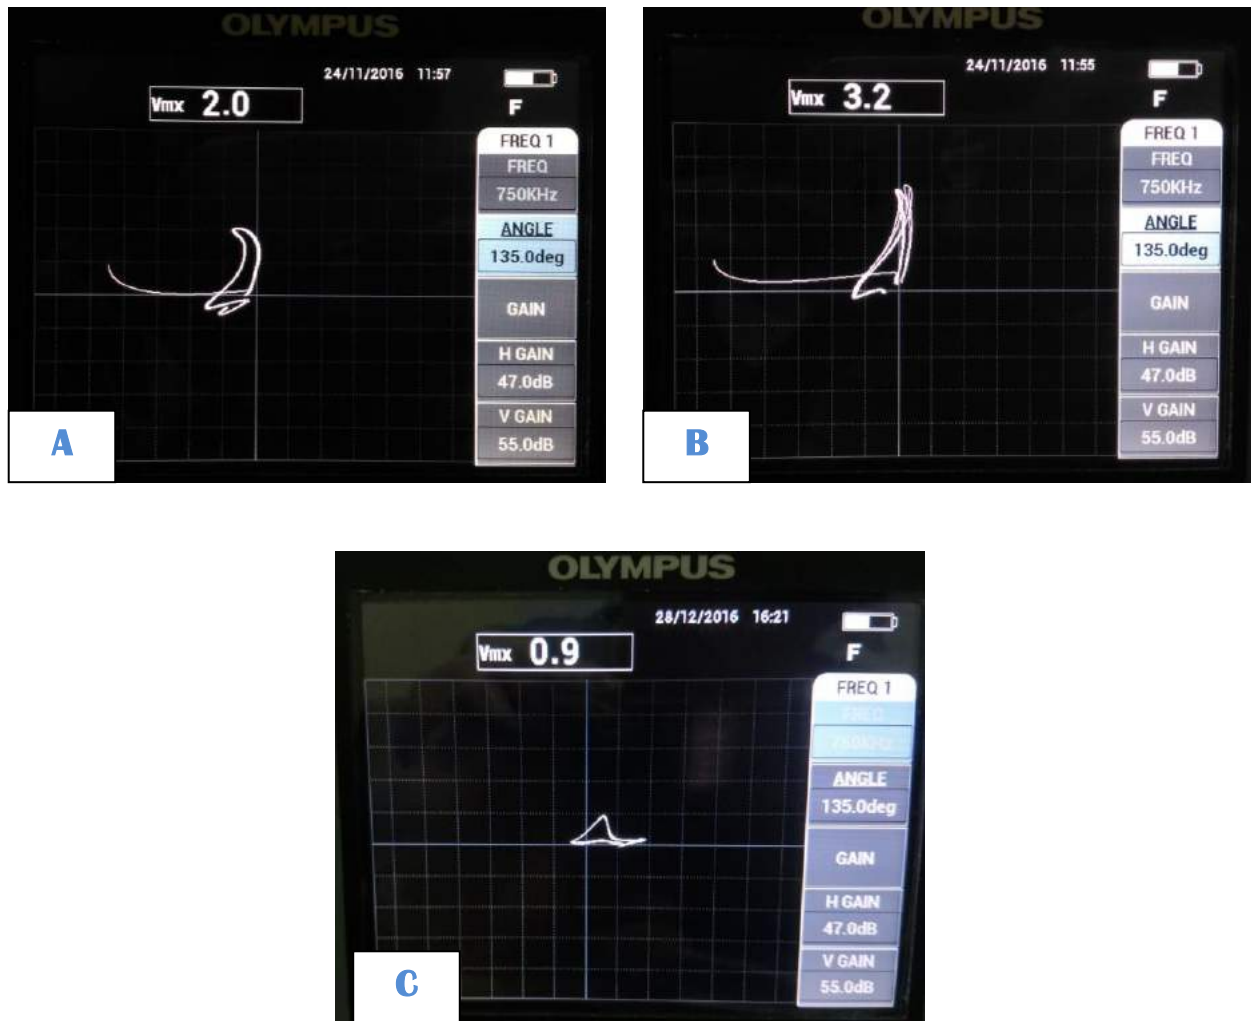 OLYMPUS
24/11/2016 11:57
Vmx 2.0
F
FREQ 1
FREQ
750KHz
ANGLE
135.0deg
GAIN
H GAIN
47.0dB
V GAIN
55.0dB
A
OLYMPUS
24/11/2016 11:55
Vmx 3.2
F
FREQ 1
FREQ
750KHz
ANGLE
135.0deg
GAIN
H GAIN
47.0dB
V GAIN
55.0dB
B
OLYMPUS
28/12/2016 16:21
Vmx 0.9
F
FREQ 1
FREQ
750KHz
ANGLE
135.0deg
GAIN
H GAIN
47.0dB
V GAIN
55.0dB
C